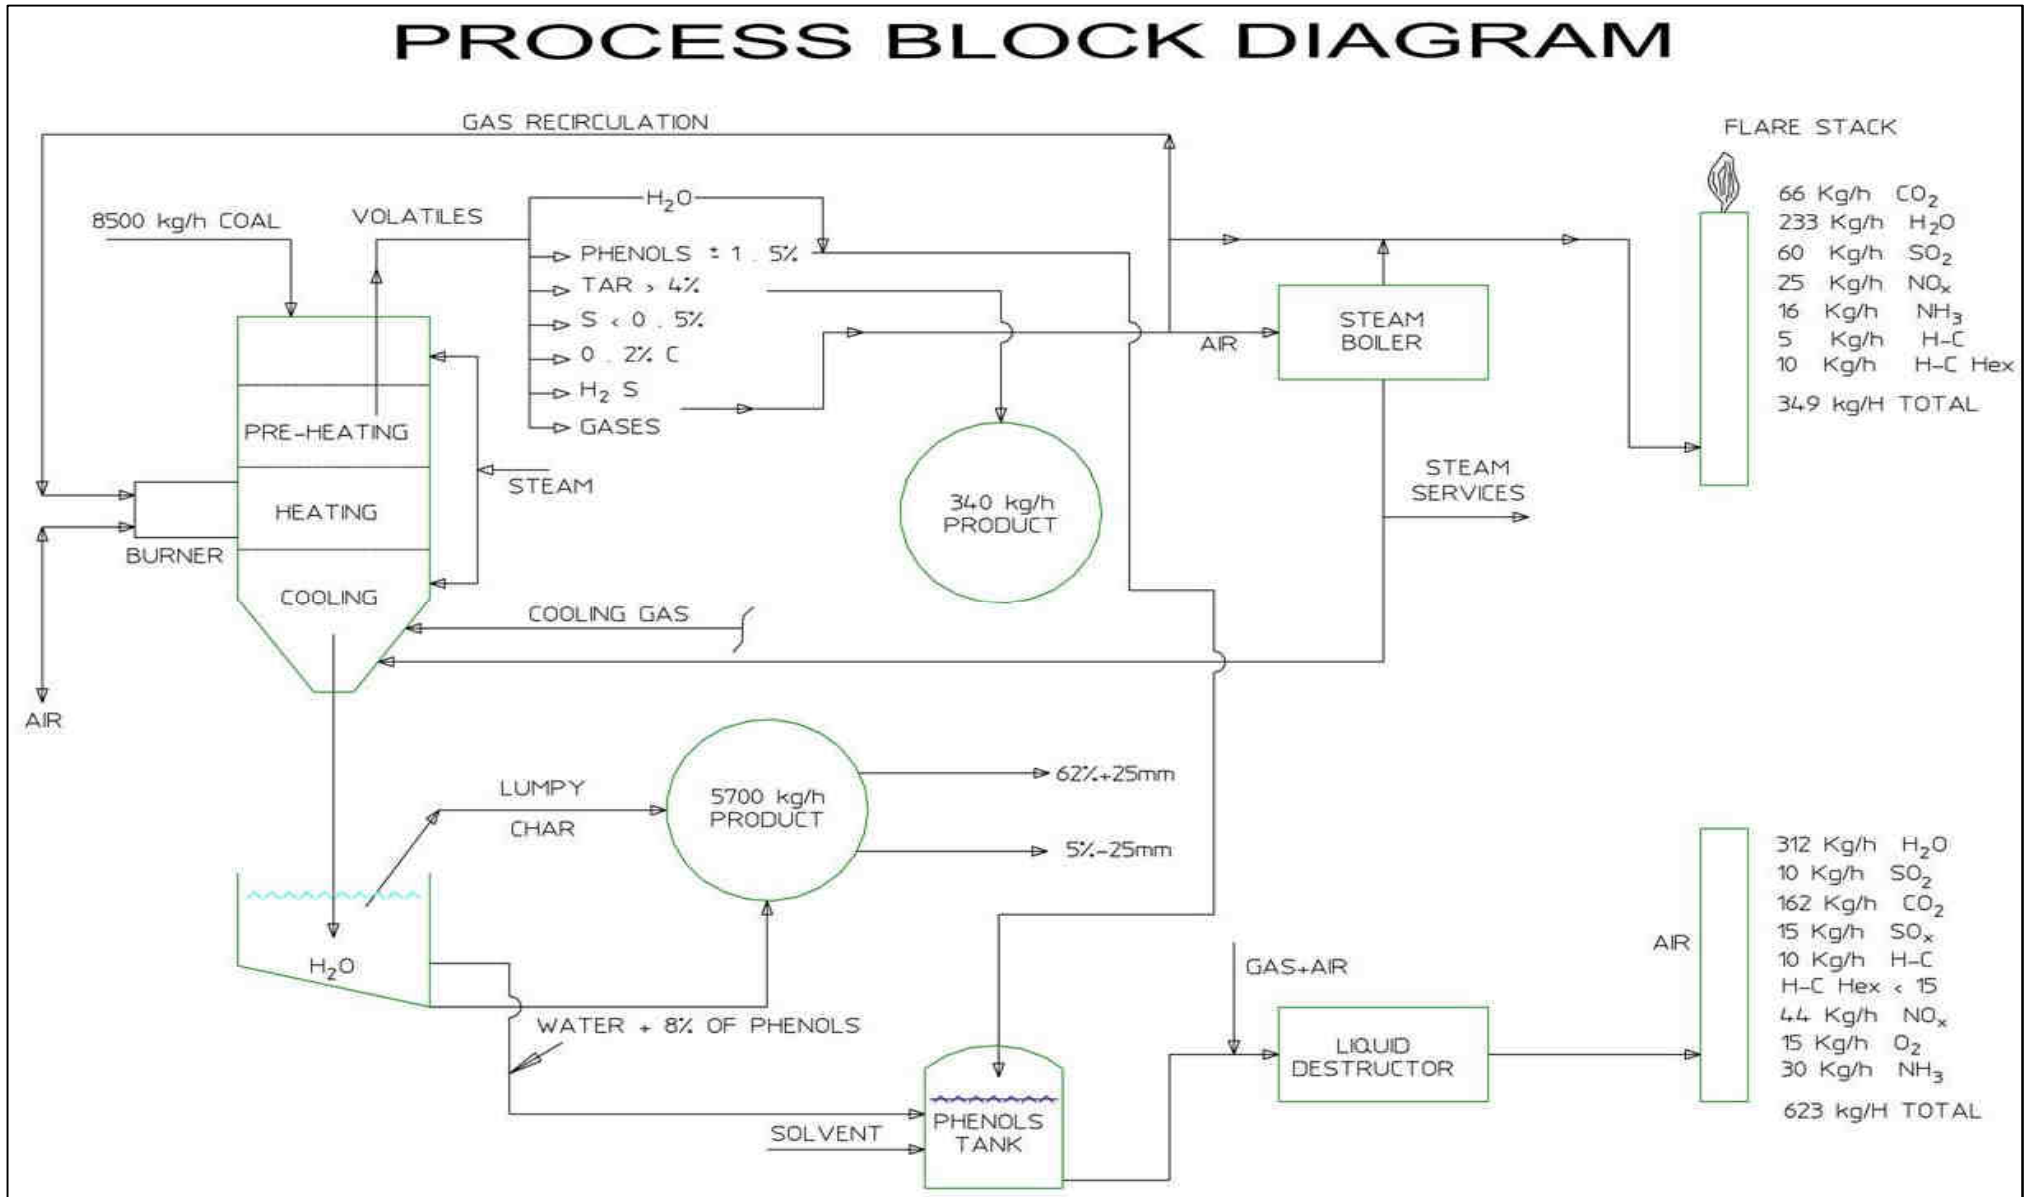 PROCESS BLOCK DIAGRAM
GAS RECIRCULATION
FLARE STACK
8500 kg/h COAL
VOLATILES
H₂O
PHENOLS ± 1 . 5%
TAR > 4%
S < 0 . 5%
0 . 2% C
H₂ S
GASES
AIR
STEAM
BOILER
66 Kg/h CO₂
233 Kg/h H₂O
60 Kg/h SO₂
25 Kg/h NOₓ
16 Kg/h NH₃
5 Kg/h H-C
10 Kg/h H-C Hex
349 kg/H TOTAL
PRE-HEATING
HEATING
COOLING
BURNER
AIR
STEAM
340 kg/h
PRODUCT
STEAM
SERVICES
COOLING GAS
LUMPY
CHAR
5700 kg/h
PRODUCT
62%+25mm
5%-25mm
H₂O
WATER + 8% OF PHENOLS
SOLVENT
PHENOLS
TANK
GAS+AIR
LIQUID
DESTRUCTOR
AIR
312 Kg/h H₂O
10 Kg/h SO₂
162 Kg/h CO₂
15 Kg/h SOₓ
10 Kg/h H-C
H-C Hex < 15
44 Kg/h NOₓ
15 Kg/h O₂
30 Kg/h NH₃
623 kg/H TOTAL